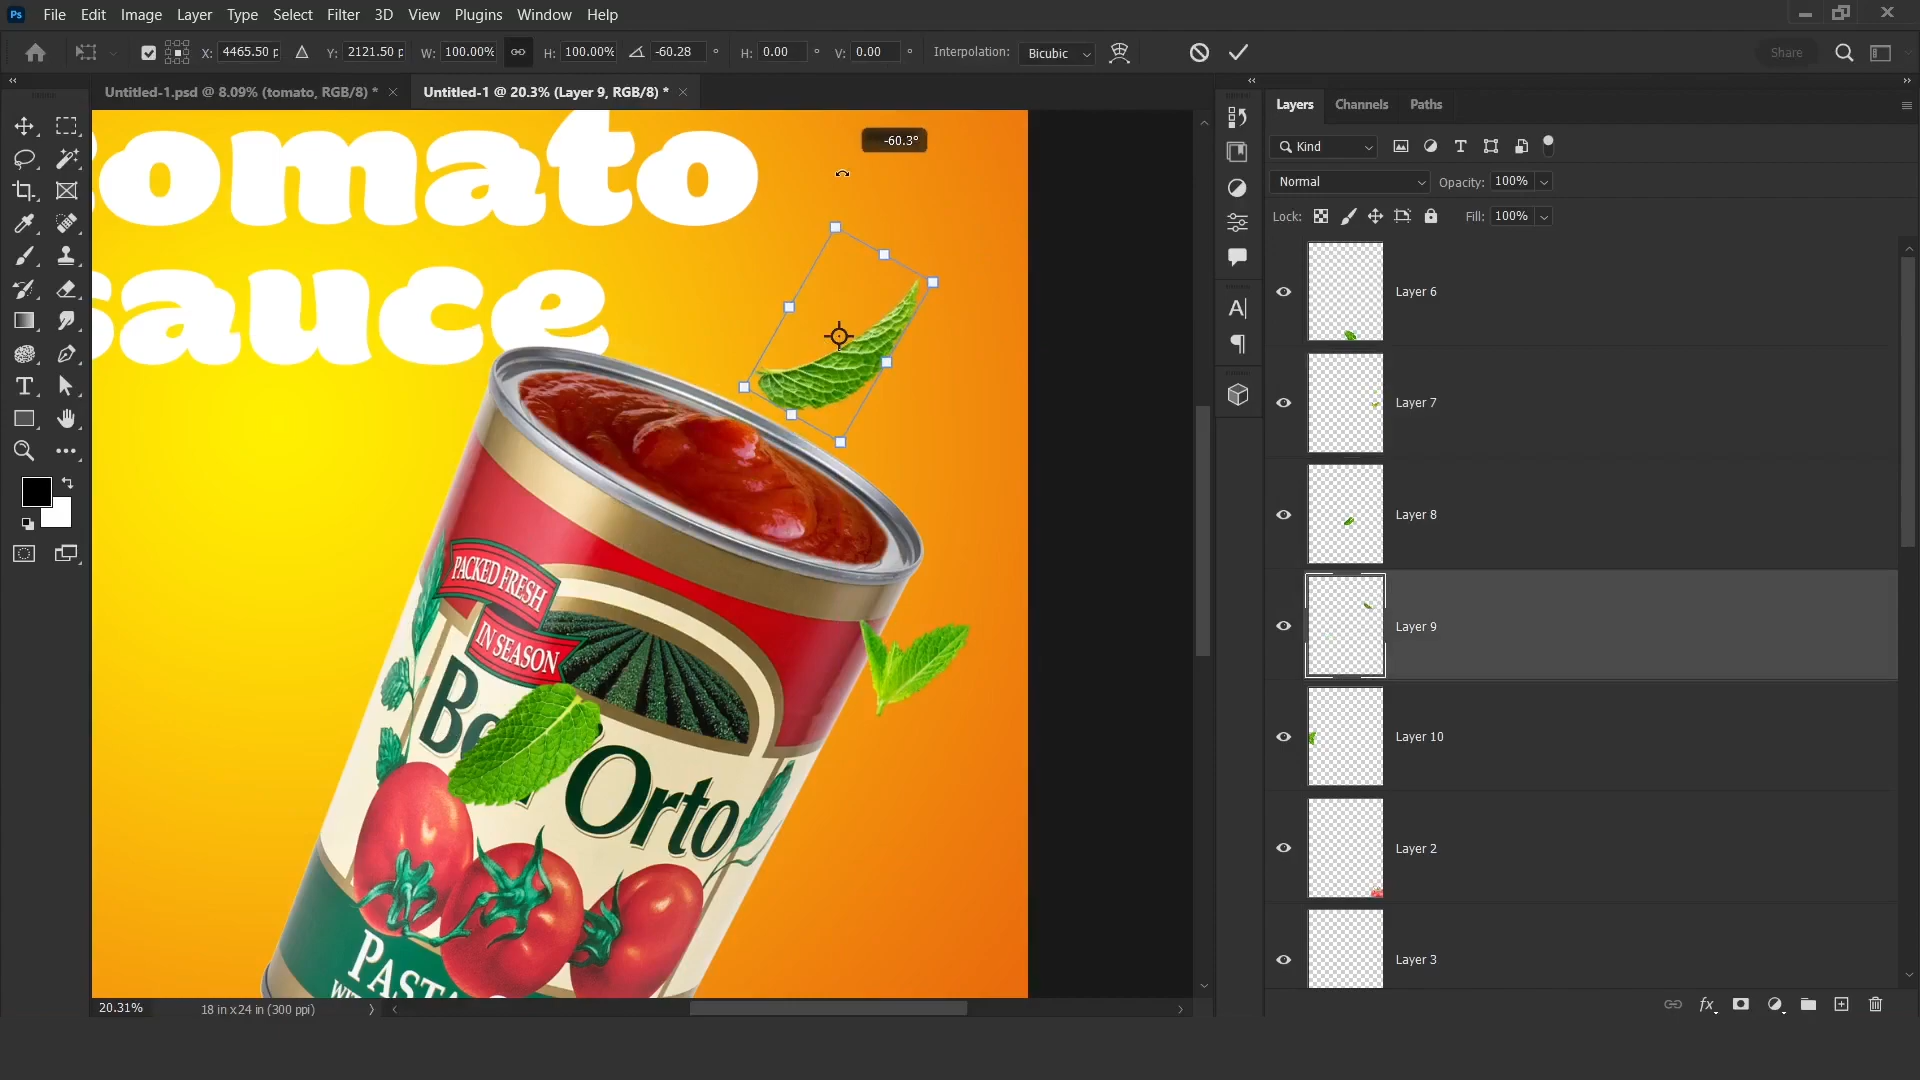 Ps File Edit Image Layer Type Select Filter 3D View Plugins Window Help
X: 4465.50 p Y: 2121.50 p W: 100.00% H: 100.00% -60.28 ° H: 0.00 ° V: 0.00 ° Interpolation: Bicubic Share
Untitled-1.psd @ 8.09% (tomato, RGB/8) * × Untitled-1 @ 20.3% (Layer 9, RGB/8) * ×
Layers Channels Paths
-60.3°
Kind
Normal Opacity: 100%
Lock: Fill: 100%
tomato
sauce
PACKED FRESH
IN SEASON
Orto
PASTA
Layer 6
Layer 7
Layer 8
Layer 9
Layer 10
Layer 2
Layer 3
20.31% 18 in x 24 in (300 ppi)